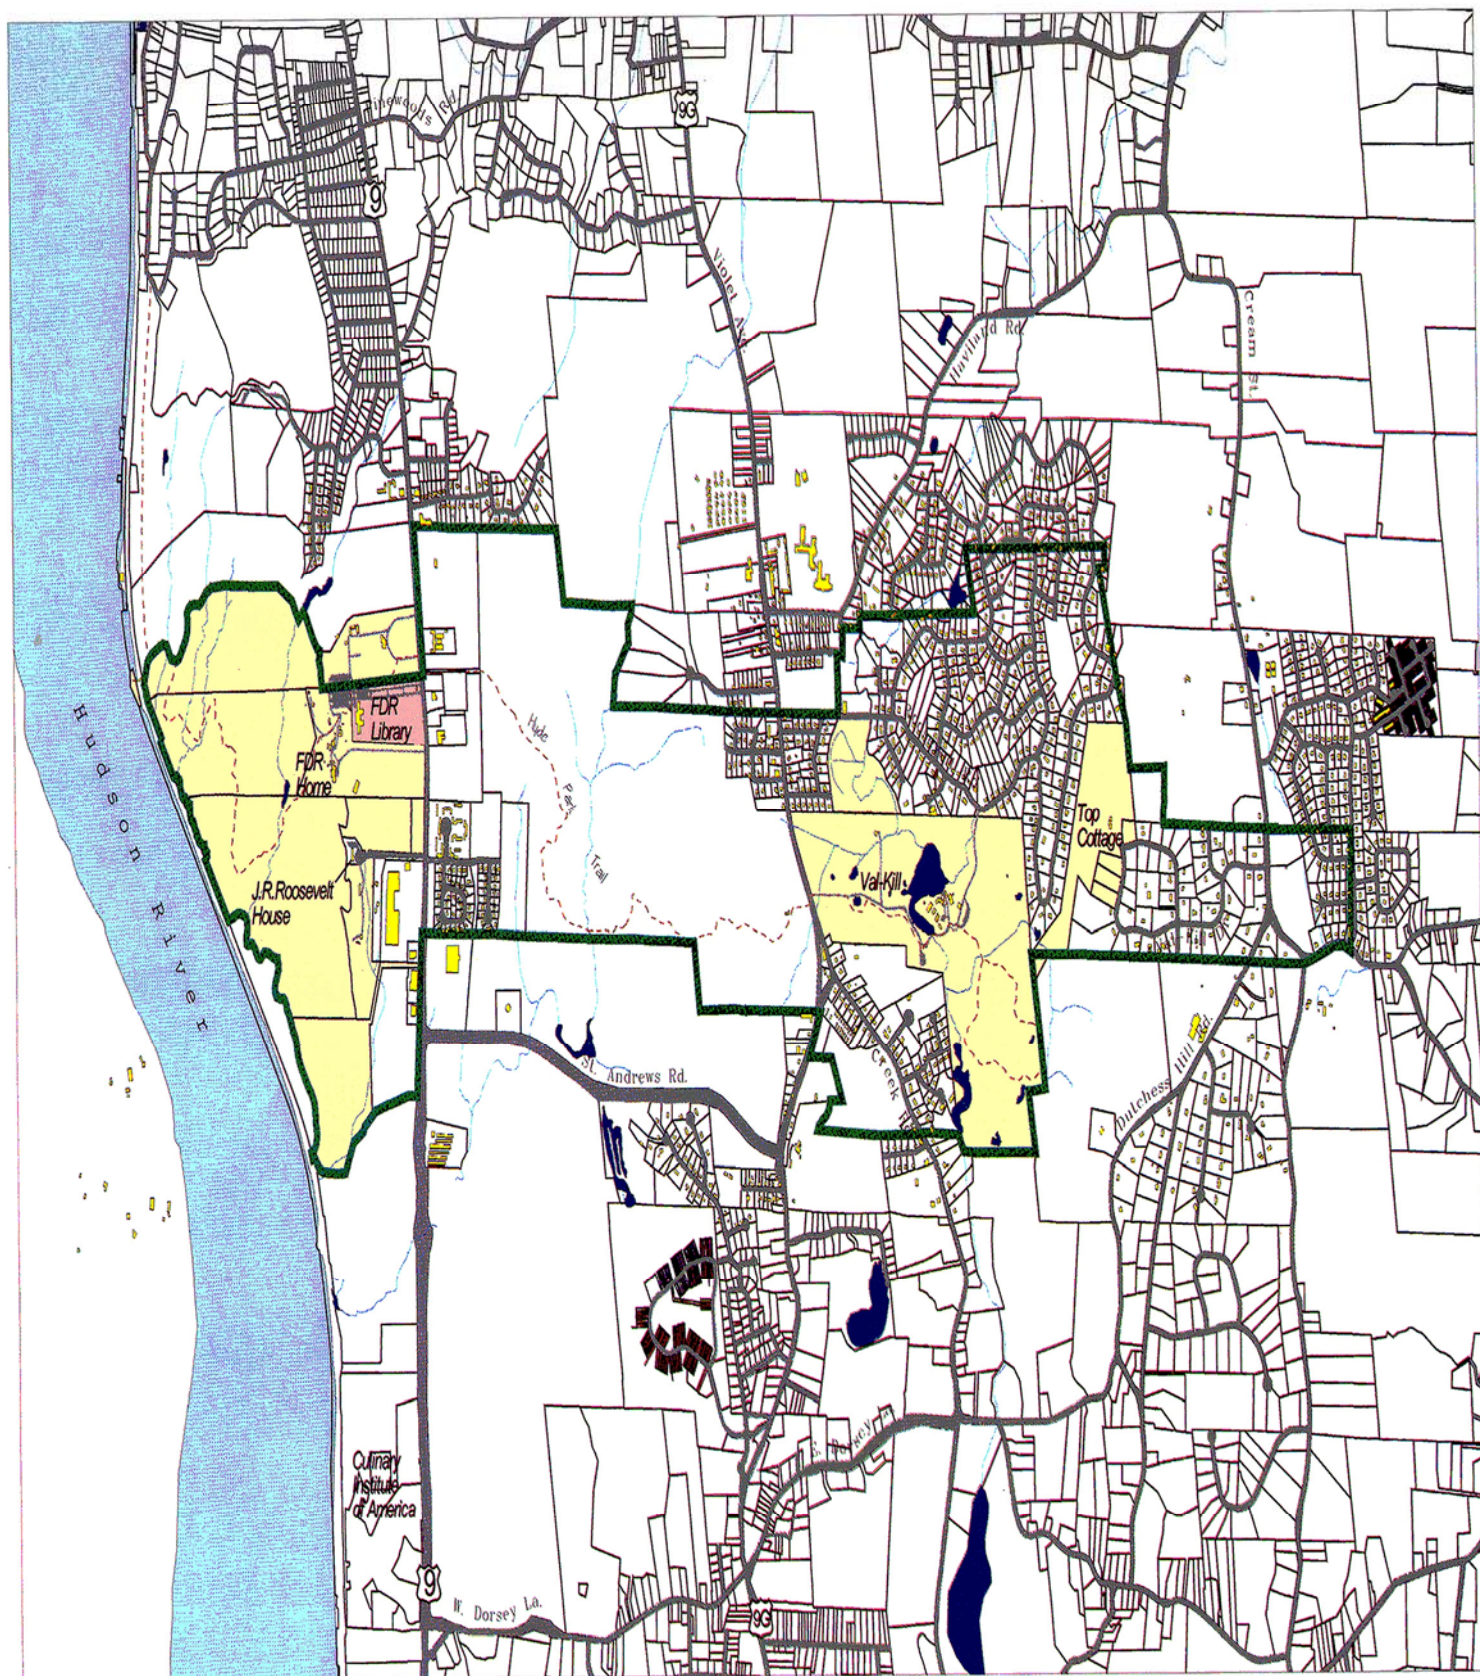 Pinewoods Rd.
9G
9
Violet Av.
Haviland Rd.
Cream St.
FDR
Library
FDR
Home
Hyde
Park
Trail
Top
Cottage
Val-Kill
J.R.Roosevelt
House
Hudson River
St. Andrews Rd.
Creek
Dutchess Hill Rd.
Culinary
Institute
of America
E. Dorsey La.
9
W. Dorsey La.
9G